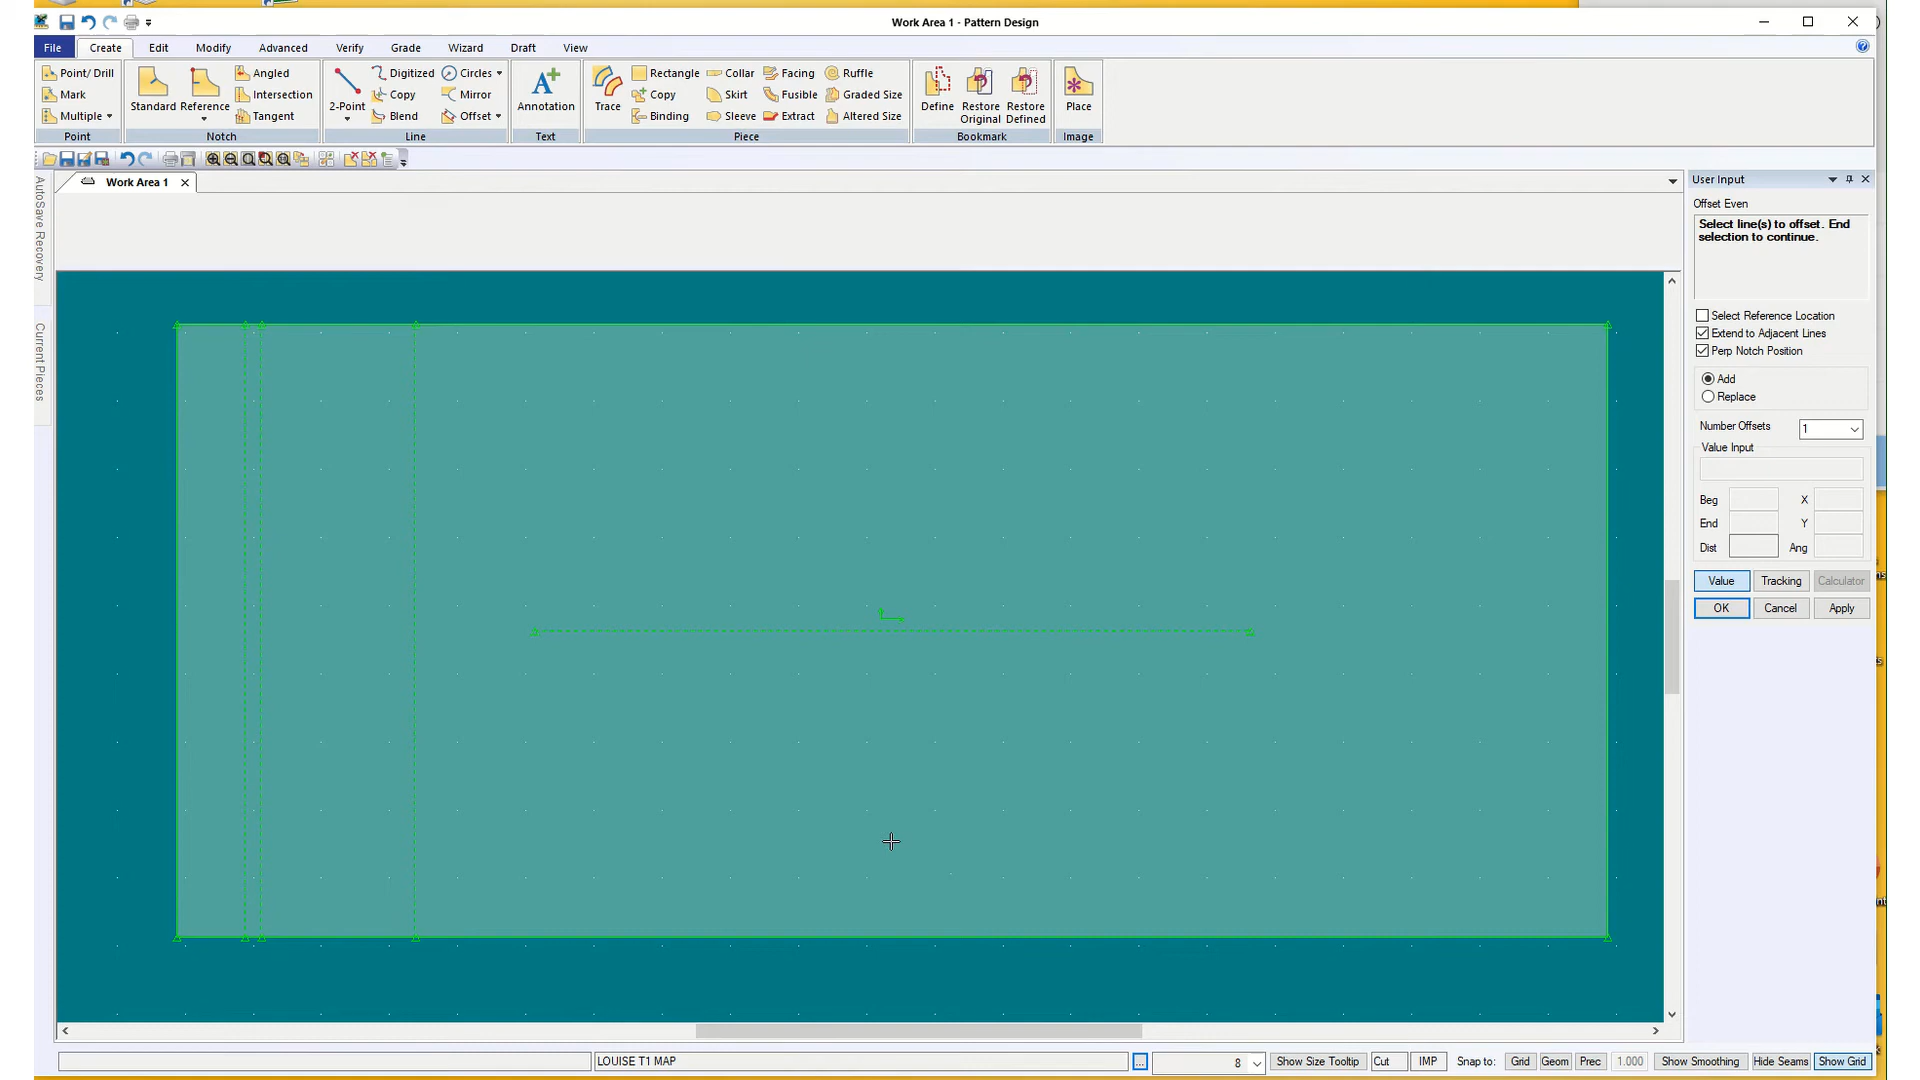 Work Area 1 - Pattern Design
File Create Edit Modify Advanced Verify Grade Wizard Draft View
Point/ Drill
Mark
Multiple
Point
Standard
Reference
Angled
Intersection
Tangent
Notch
2-Point
Digitized
Copy
Blend
Circles
Mirror
Offset
Line
Annotation
Text
Trace
Rectangle
Copy
Binding
Collar
Skirt
Sleeve
Facing
Fusible
Extract
Ruffle
Graded Size
Altered Size
Piece
Define
Restore Original
Restore Defined
Bookmark
Place
Image
AutoSave Recovery
Current Pieces
Work Area 1
User Input
Offset Even
Select line(s) to offset. End
selection to continue.
Select Reference Location
Extend to Adjacent Lines
Perp Notch Position
Add
Replace
Number Offsets 1
Value Input
Beg X
End Y
Dist Ang
Value Tracking Calculator
OK Cancel Apply
LOUISE T1 MAP ... 8 Show Size Tooltip Cut IMP Snap to: Grid Geom Prec 1.000 Show Smoothing Hide Seams Show Grid